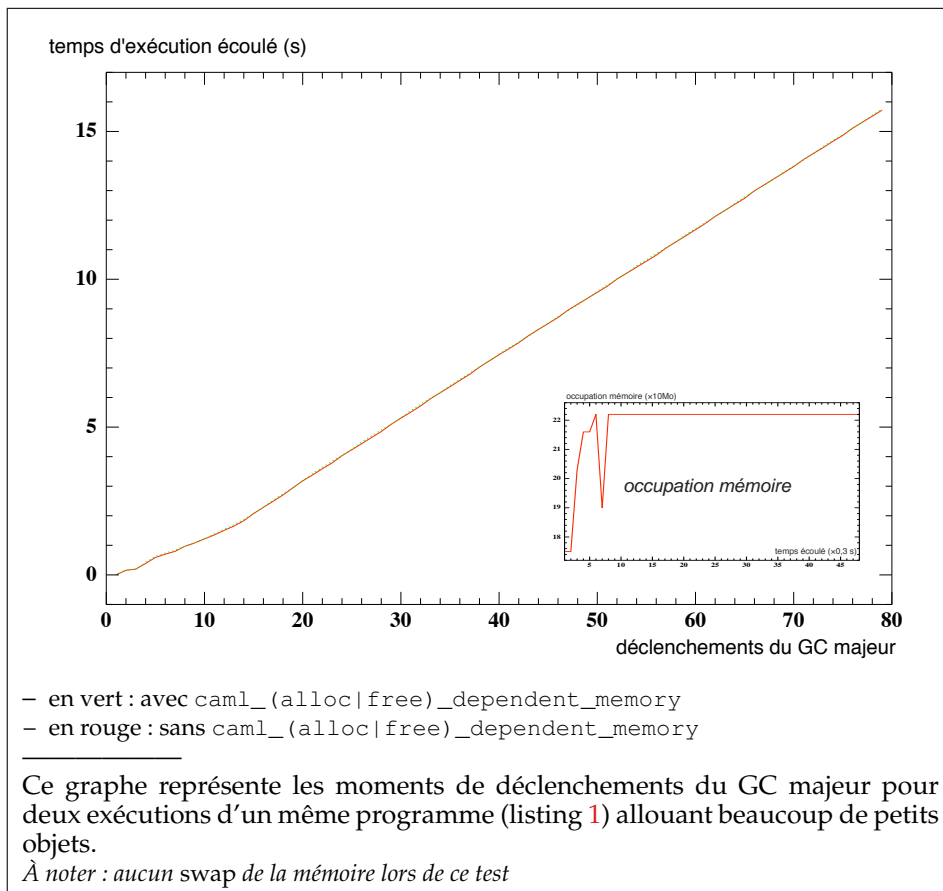 temps d'exécution écoulé (s)
15
10
5
0
0 10 20 30 40 50 60 70 80
déclenchements du GC majeur
occupation mémoire (×10Mo)
22
21
20
19
18
occupation mémoire
temps écoulé (×0,3 s)
5 10 15 20 25 30 35 40 45
– en vert : avec caml_(alloc|free)_dependent_memory
– en rouge : sans caml_(alloc|free)_dependent_memory
Ce graphe représente les moments de déclenchements du GC majeur pour
deux exécutions d'un même programme (listing 1) allouant beaucoup de petits
objets.
À noter : aucun swap de la mémoire lors de ce test